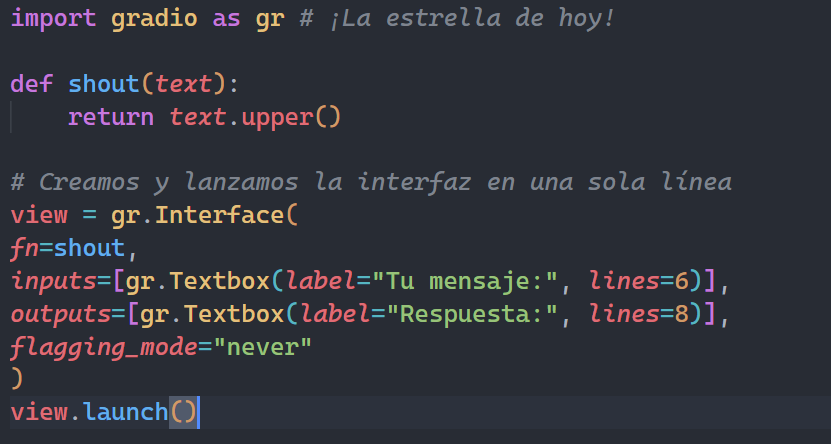 import gradio as gr # ¡La estrella de hoy!
def shout(text):
    return text.upper()
# Creamos y lanzamos la interfaz en una sola línea
view = gr.Interface(
fn=shout,
inputs=[gr.Textbox(label="Tu mensaje:", lines=6)],
outputs=[gr.Textbox(label="Respuesta:", lines=8)],
flagging_mode="never"
)
view.launch()